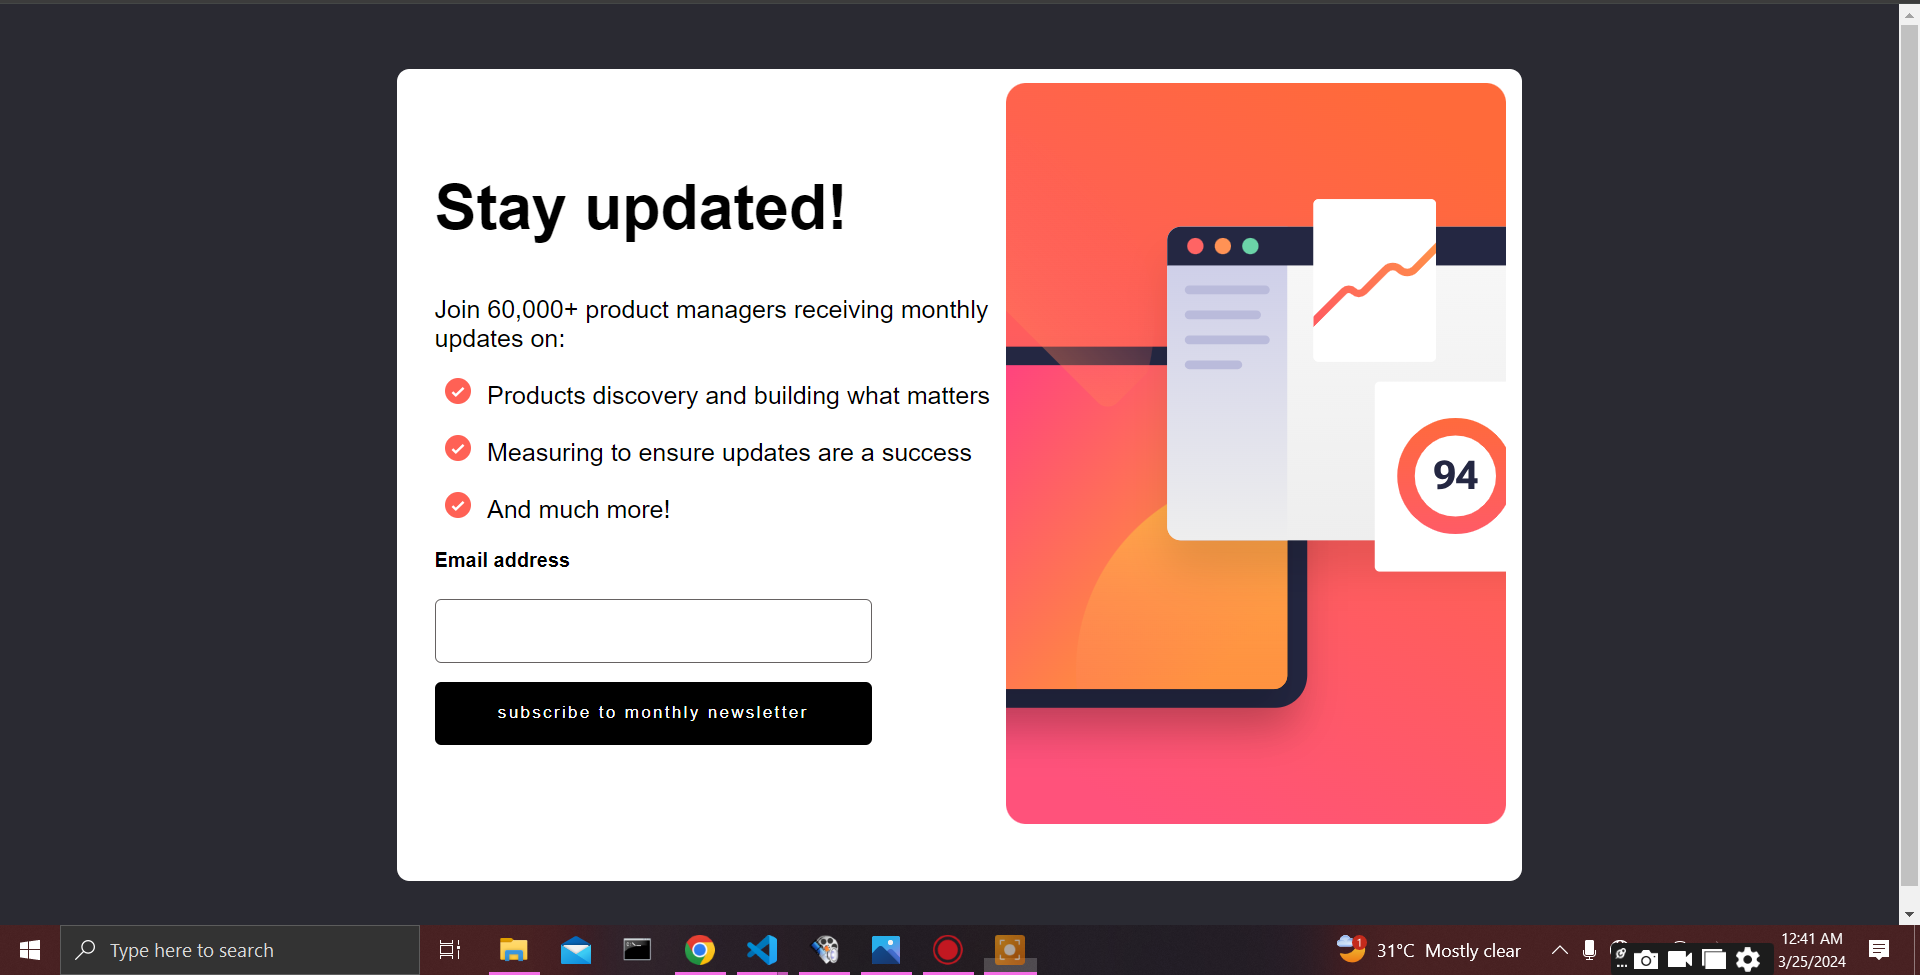 Stay updated!
Join 60,000+ product managers receiving monthly
updates on:
Products discovery and building what matters
Measuring to ensure updates are a success
And much more!
Email address
subscribe to monthly newsletter
94
Type here to search
1
31°C Mostly clear
12:41 AM
3/25/2024